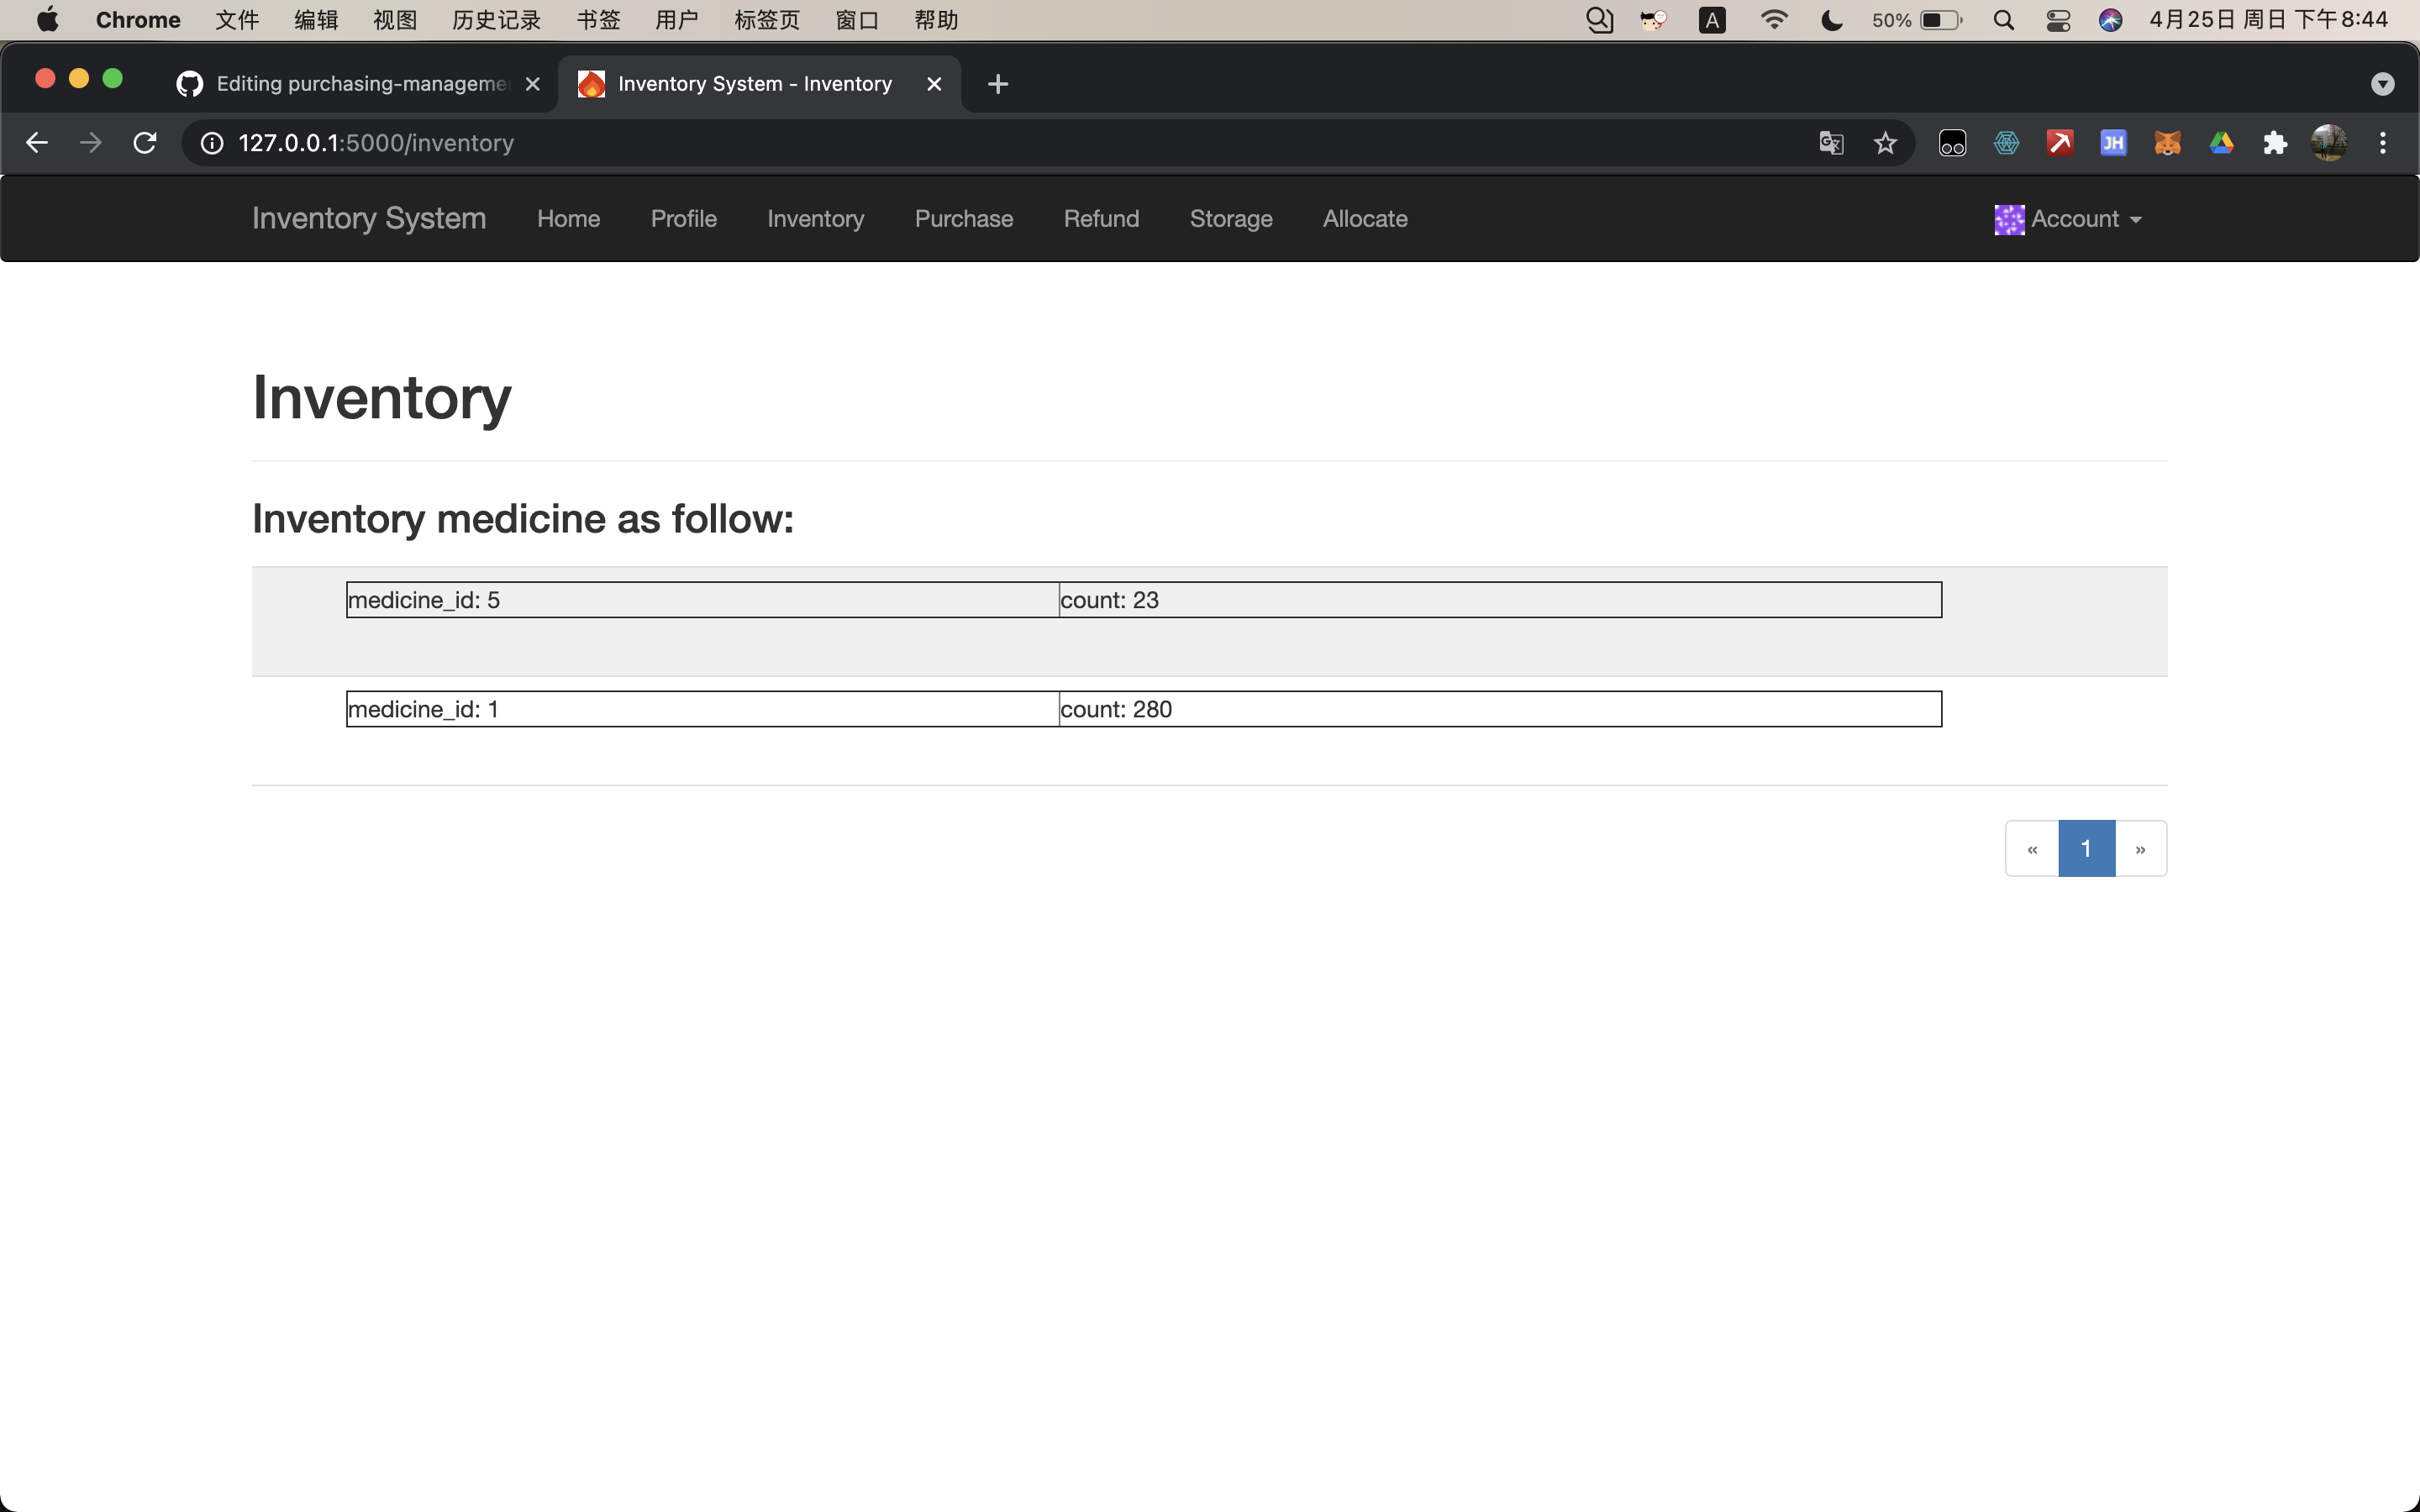 Chrome 文件 编辑 视图 历史记录 书签 用户 标签页 窗口 帮助 A 50% 4月25日 周日 下午8:44
Editing purchasing-manageme Inventory System - Inventory
127.0.0.1:5000/inventory JH
Inventory System Home Profile Inventory Purchase Refund Storage Allocate Account
Inventory
Inventory medicine as follow:
medicine_id: 5 count: 23
medicine_id: 1 count: 280
« 1 »